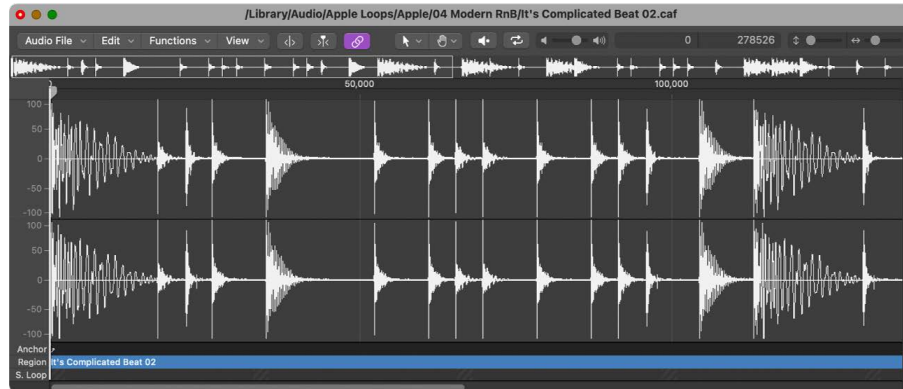 /Library/Audio/Apple Loops/Apple/04 Modern RnB/It's Complicated Beat 02.caf
Audio File Edit Functions View 0 278526
50,000 100,000
100
50
0
-50
-100
100
50
0
-50
-100
Anchor
Region It's Complicated Beat 02
S. Loop